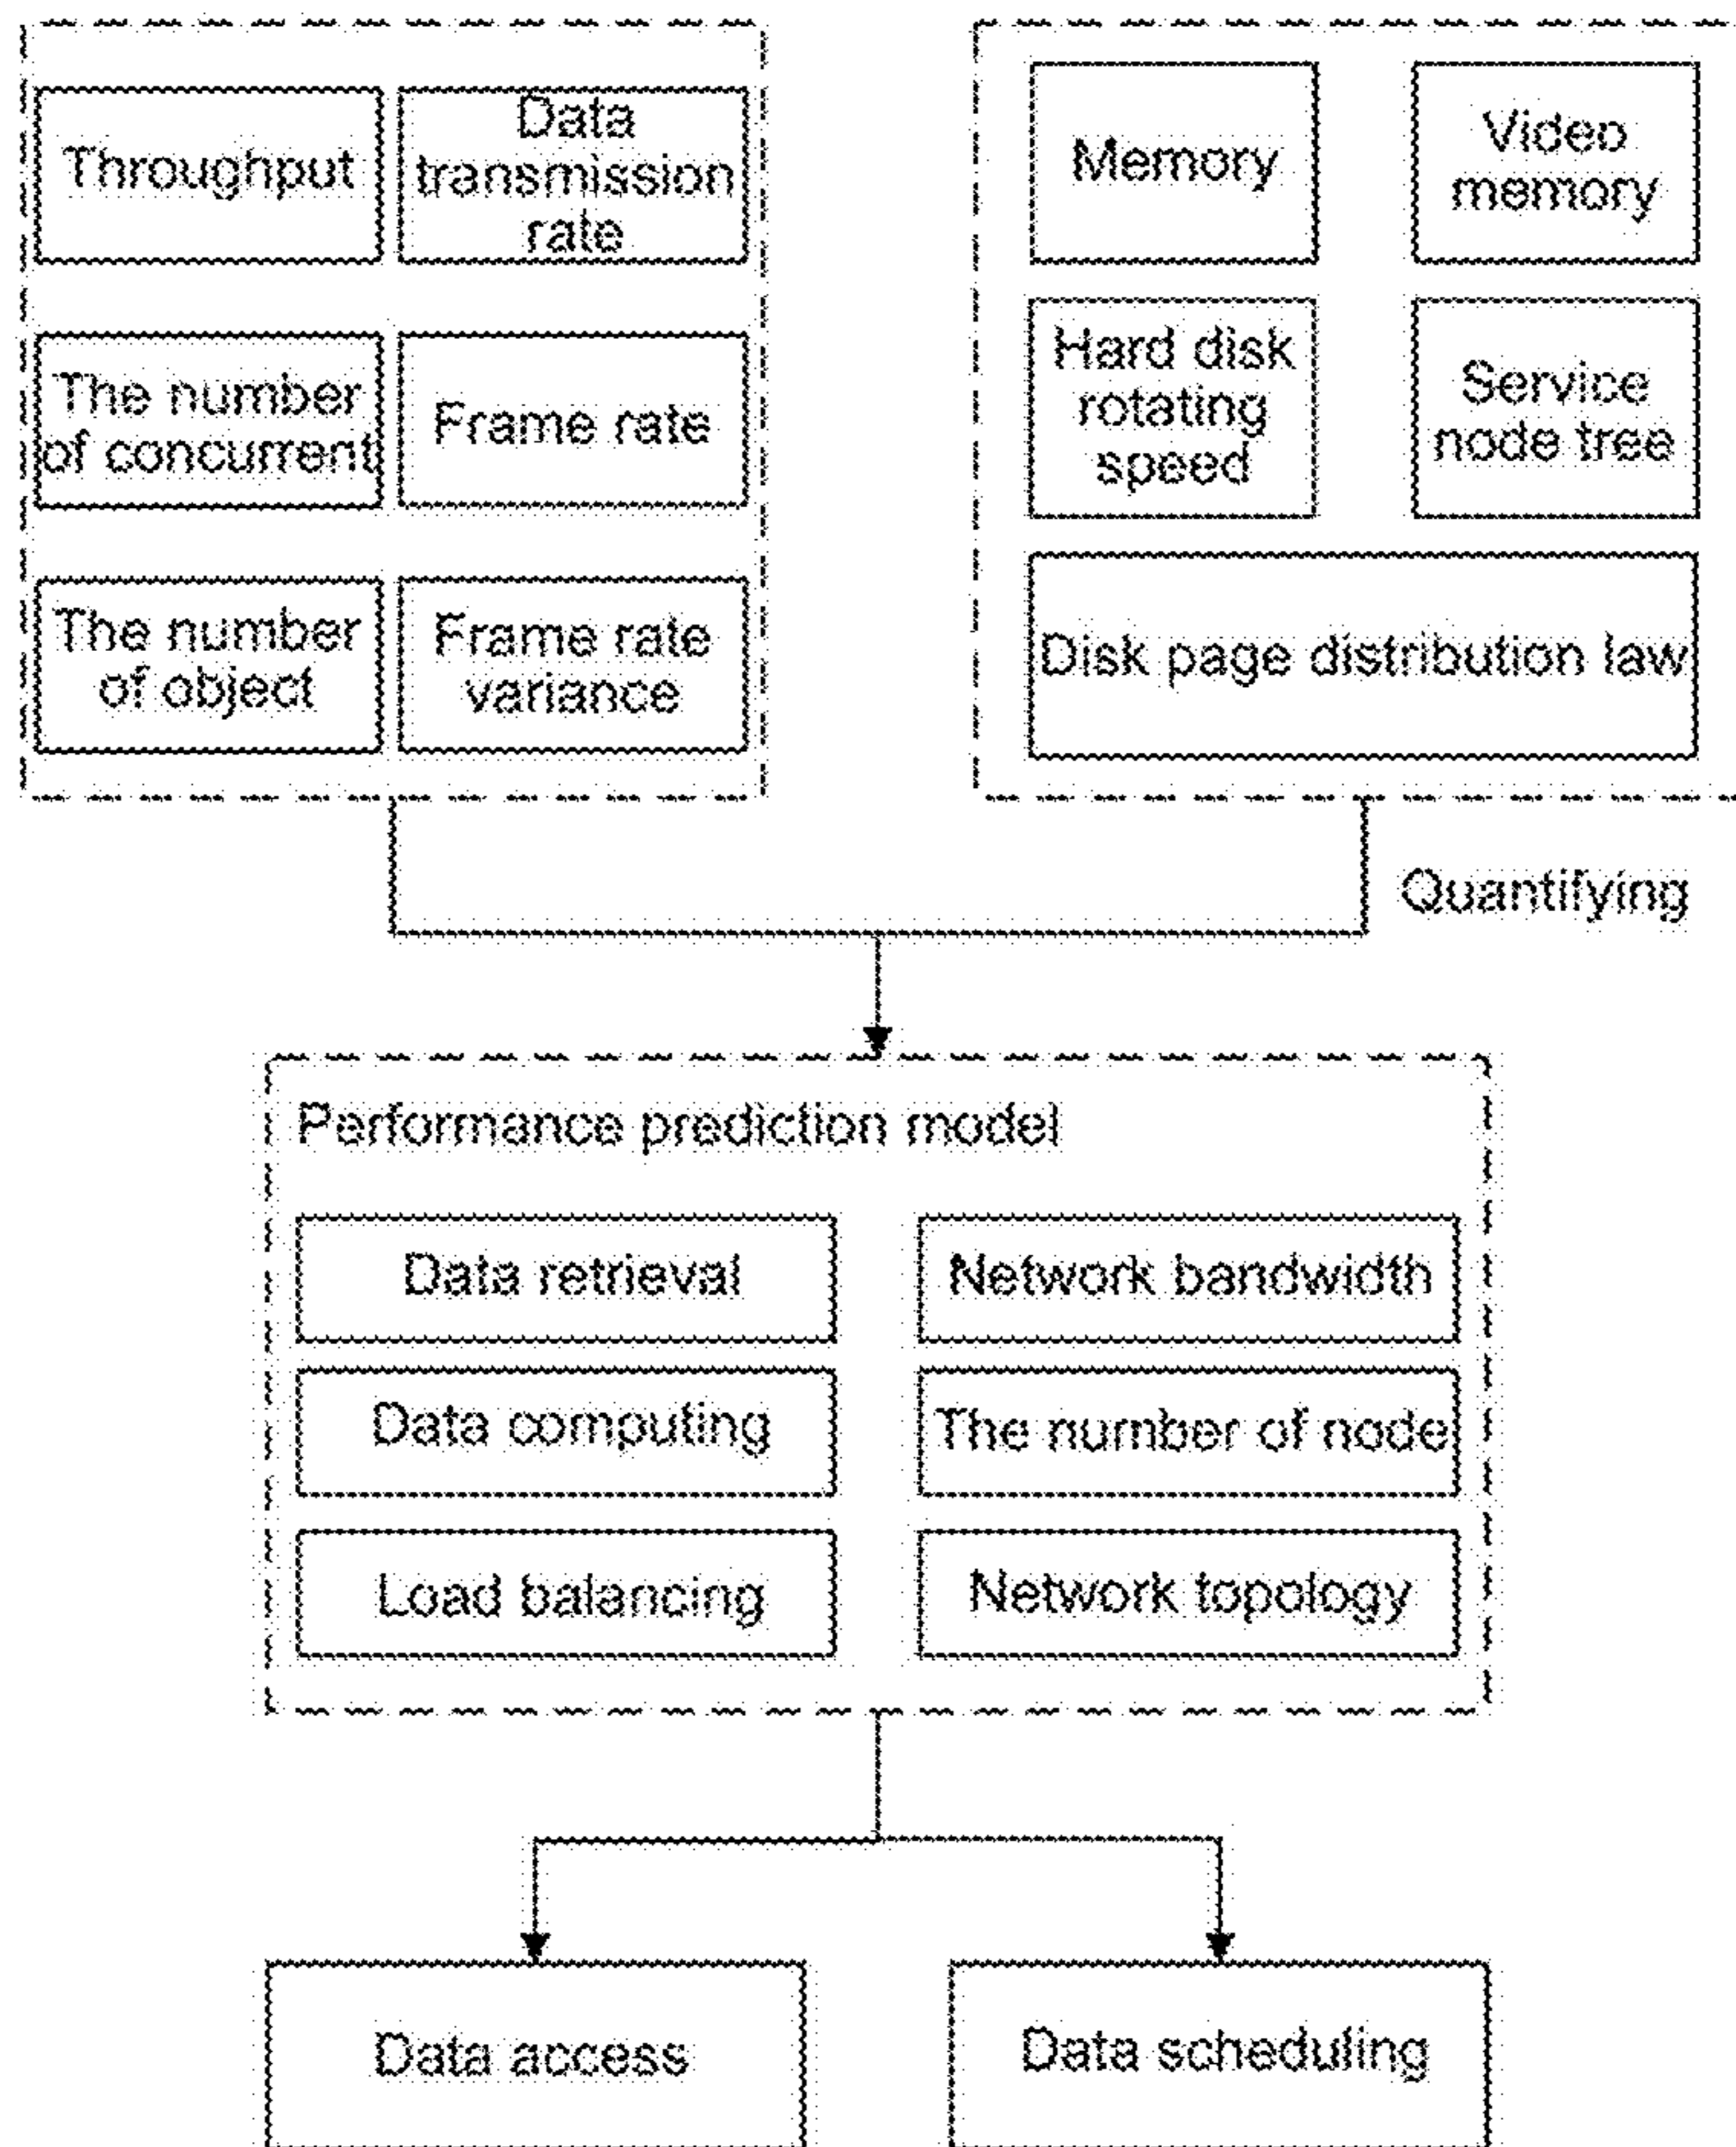 Throughput
Data
transmission
rate
The number
of concurrent
Frame rate
The number
of object
Frame rate
variance
Memory
Video
memory
Hard disk
rotating
speed
Service
node tree
Disk page distribution law
Quantifying
Performance prediction model
Data retrieval
Network bandwidth
Data computing
The number of node
Load balancing
Network topology
Data access
Data scheduling